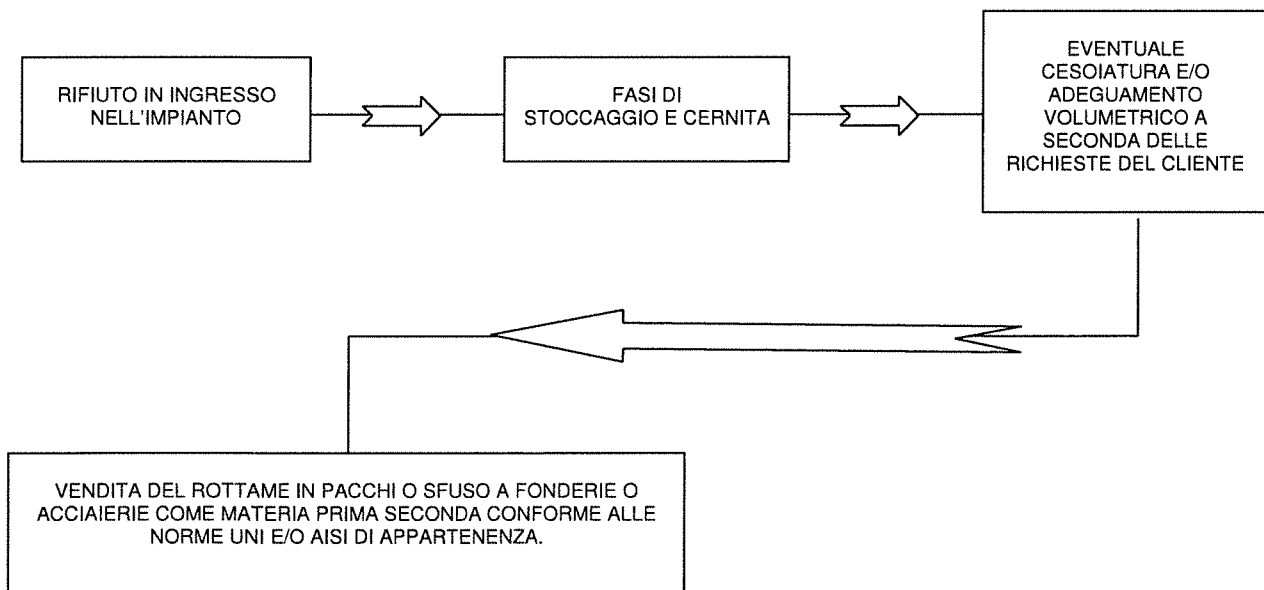 RIFIUTO IN INGRESSO
NELL'IMPIANTO
FASI DI
STOCCAGGIO E CERNITA
EVENTUALE
CESOIATURA E/O
ADEGUAMENTO
VOLUMETRICO A
SECONDA DELLE
RICHIESTE DEL CLIENTE
VENDITA DEL ROTTAME IN PACCHI O SFUSO A FONDERIE O
ACCIAIERIE COME MATERIA PRIMA SECONDA CONFORME ALLE
NORME UNI E/O AISI DI APPARTENENZA.